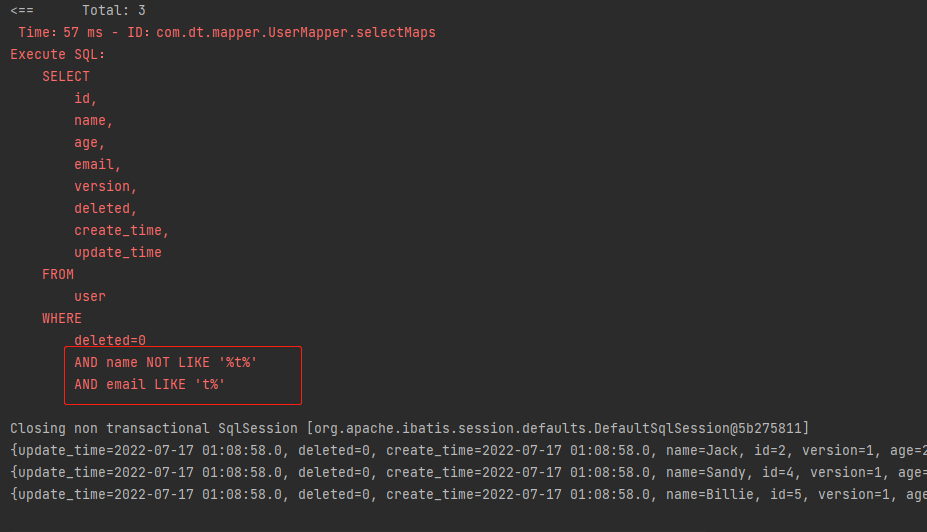 <==      Total: 3
 Time：57 ms - ID：com.dt.mapper.UserMapper.selectMaps
Execute SQL：
    SELECT
        id,
        name,
        age,
        email,
        version,
        deleted,
        create_time,
        update_time
    FROM
        user
    WHERE
        deleted=0
        AND name NOT LIKE '%t%'
        AND email LIKE 't%'
Closing non transactional SqlSession [org.apache.ibatis.session.defaults.DefaultSqlSession@5b275811]
{update_time=2022-07-17 01:08:58.0, deleted=0, create_time=2022-07-17 01:08:58.0, name=Jack, id=2, version=1, age=2
{update_time=2022-07-17 01:08:58.0, deleted=0, create_time=2022-07-17 01:08:58.0, name=Sandy, id=4, version=1, age=
{update_time=2022-07-17 01:08:58.0, deleted=0, create_time=2022-07-17 01:08:58.0, name=Billie, id=5, version=1, age